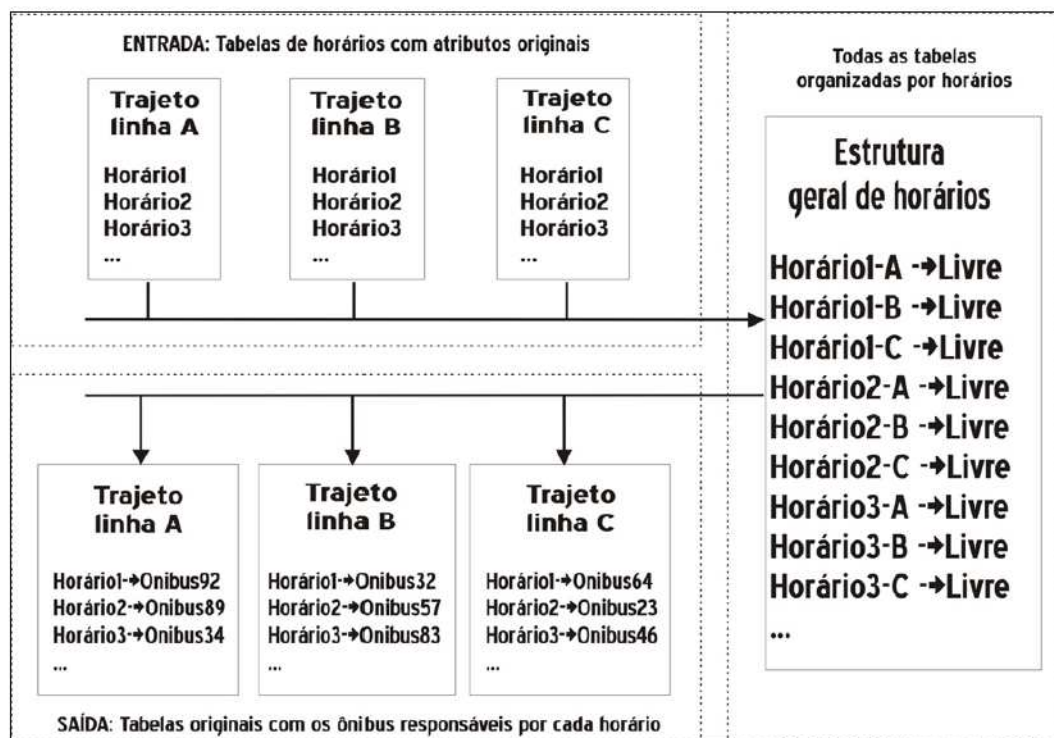 ENTRADA: Tabelas de horários com atributos originais
Trajeto
linha A
Horário1
Horário2
Horário3
...
Trajeto
linha B
Horário1
Horário2
Horário3
...
Trajeto
linha C
Horário1
Horário2
Horário3
...
Todas as tabelas
organizadas por horários
Estrutura
geral de horários
Horário1-A -➔Livre
Horário1-B -➔Livre
Horário1-C -➔Livre
Horário2-A -➔Livre
Horário2-B -➔Livre
Horário2-C -➔Livre
Horário3-A -➔Livre
Horário3-B -➔Livre
Horário3-C -➔Livre
...
Trajeto
linha A
Horário1-➔Onibus92
Horário2-➔Onibus89
Horário3-➔Onibus34
...
Trajeto
linha B
Horário1-➔Onibus32
Horário2-➔Onibus57
Horário3-➔Onibus83
...
Trajeto
linha C
Horário1-➔Onibus64
Horário2-➔Onibus23
Horário3-➔Onibus46
...
SAÍDA: Tabelas originais com os ônibus responsáveis por cada horário